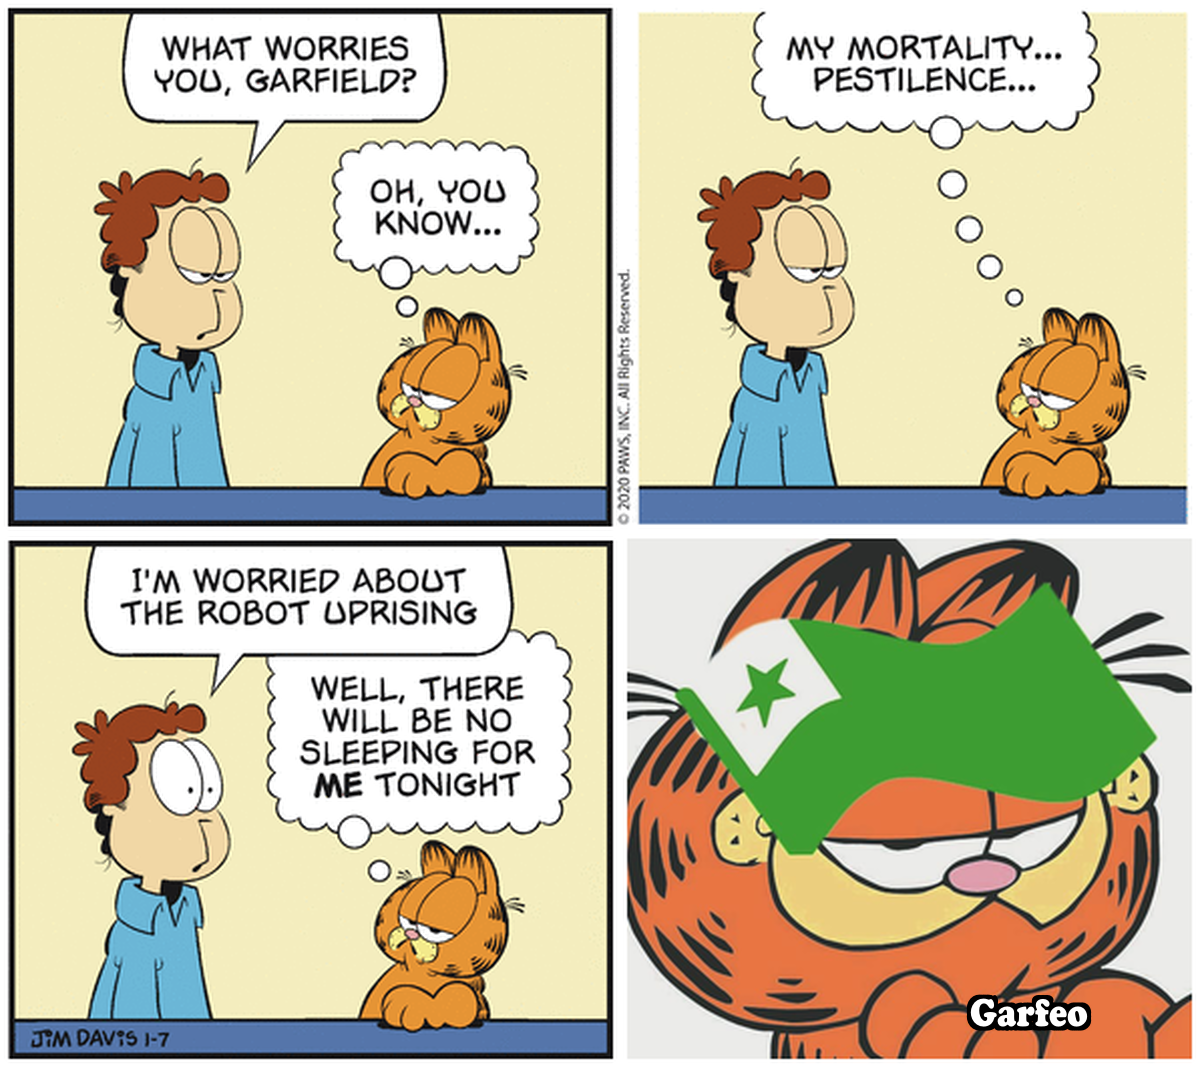 WHAT WORRIES
YOU, GARFIELD?
OH, YOU
KNOW...
MY MORTALITY...
PESTILENCE...
© 2020 PAWS, INC. All Rights Reserved.
I'M WORRIED ABOUT
THE ROBOT UPRISING
WELL, THERE
WILL BE NO
SLEEPING FOR
ME TONIGHT
JIM DAVIS 1-7
Garfeo